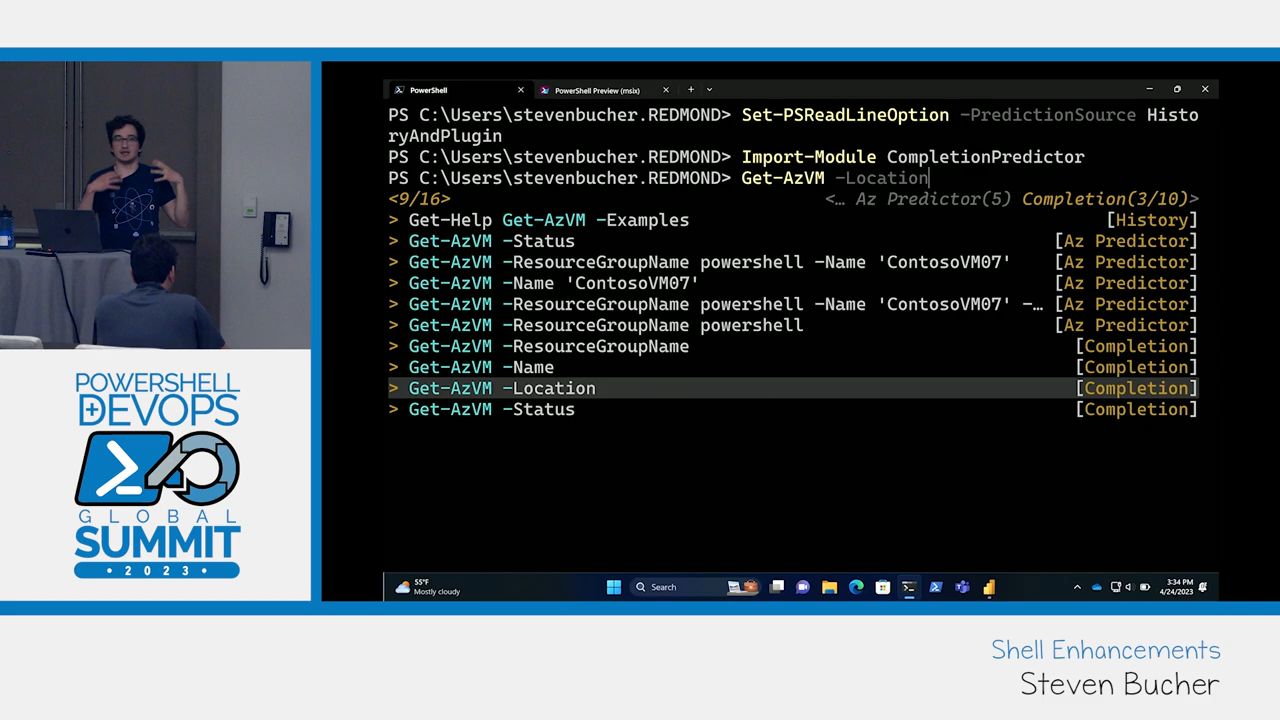 PowerShell
PowerShell Preview (msix)
PS C:\Users\stevenbucher.REDMOND> Set-PSReadLineOption -PredictionSource Histo
ryAndPlugin
PS C:\Users\stevenbucher.REDMOND> Import-Module CompletionPredictor
PS C:\Users\stevenbucher.REDMOND> Get-AzVM -Location
<9/16> <… Az Predictor(5) Completion(3/10)>
> Get-Help Get-AzVM -Examples [History]
> Get-AzVM -Status [Az Predictor]
> Get-AzVM -ResourceGroupName powershell -Name 'ContosoVM07' [Az Predictor]
> Get-AzVM -Name 'ContosoVM07' [Az Predictor]
> Get-AzVM -ResourceGroupName powershell -Name 'ContosoVM07' -… [Az Predictor]
> Get-AzVM -ResourceGroupName powershell [Az Predictor]
> Get-AzVM -ResourceGroupName [Completion]
> Get-AzVM -Name [Completion]
> Get-AzVM -Location [Completion]
> Get-AzVM -Status [Completion]
55°F
Mostly cloudy
Search
3:34 PM
4/24/2023
POWERSHELL
+DEVOPS
GLOBAL
SUMMIT
· 2023 ·
Shell Enhancements
Steven Bucher